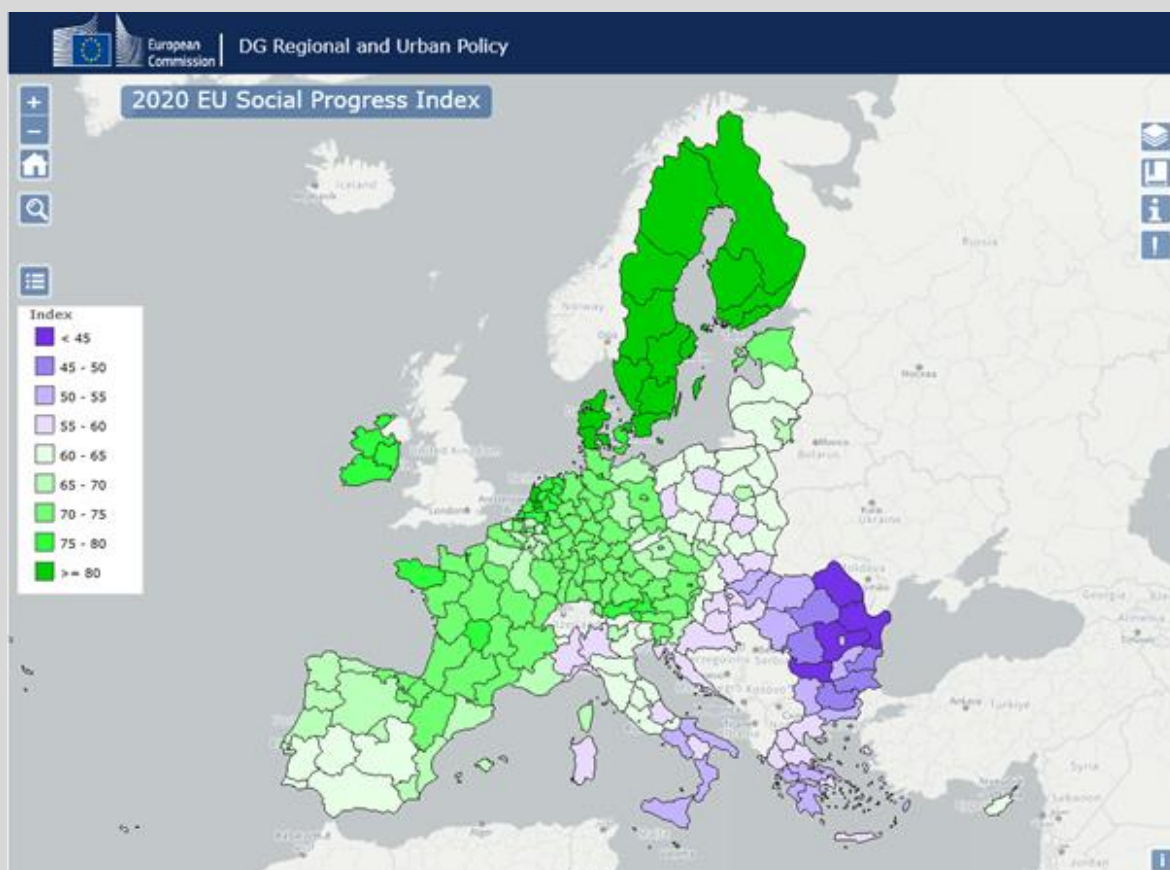 European
Commission
DG Regional and Urban Policy
+
2020 EU Social Progress Index
−
Iceland
Russia
Norway
Index
< 45
45 - 50
50 - 55
55 - 60
60 - 65
65 - 70
70 - 75
75 - 80
>= 80
Москва
United Kingdom
Belarus
London
Ukraine
Moldova
Georgia
Armenia
Kosovo
Türkiye
Syria
Lebanon
Jordan
i